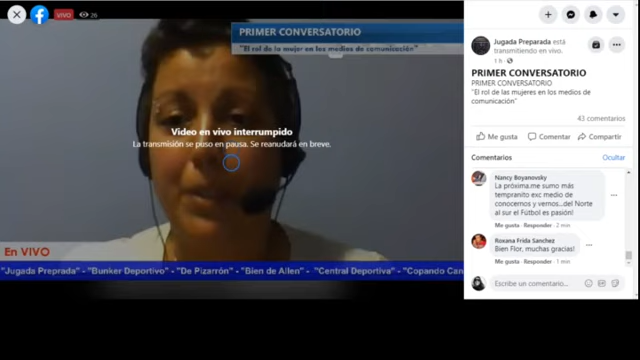 VIVO
26
PRIMER CONVERSATORIO
"El rol de la mujer en los medios de comunicación"
Video en vivo interrumpido
La transmisión se puso en pausa. Se reanudará en breve.
En VIVO
"Jugada Preprada" - "Bunker Deportivo" - "De Pizarrón" - "Bien de Allen" - "Central Deportiva" - "Copando Can
Jugada Preparada está
transmitiendo en vivo.
1 h
PRIMER CONVERSATORIO
PRIMER CONVERSATORIO
"El rol de las mujeres en los medios de
comunicación"
43 comentarios
Me gusta
Comentar
Compartir
Comentarios
Ocultar
Nancy Boyanovsky
La próxima.me sumo más
tempranito exc medio de
conocemos y vernos...del Norte
al sur el Fútbol es pasión!
Me gusta · Responder · 2 min
Roxana Frida Sanchez
Bien Flor, muchas gracias!
Me gusta · Responder · 1 min
Escribe un comentario...